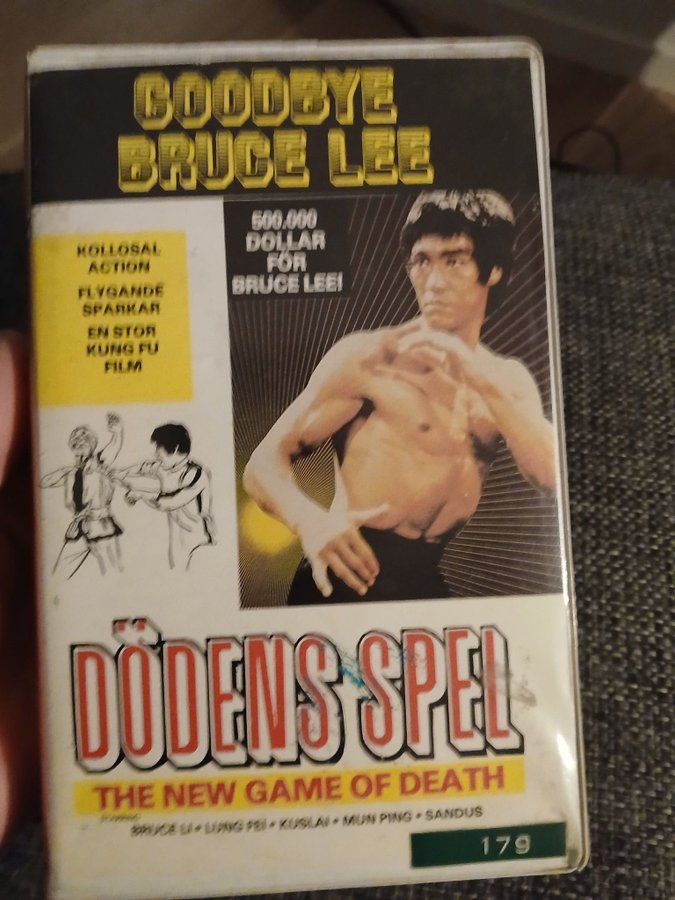 GOODBYE
BRUCE LEE
500.000
DOLLAR
FÖR
BRUCE LEE!
KOLLOSAL
ACTION
FLYGANDE
SPARKAR
EN STOR
KUNG FU
FILM
DÖDENS SPEL
THE NEW GAME OF DEATH
STARRING
BRUCE LI • LUNG FEI • KUSLAI • MUN PING • SANDUS
179